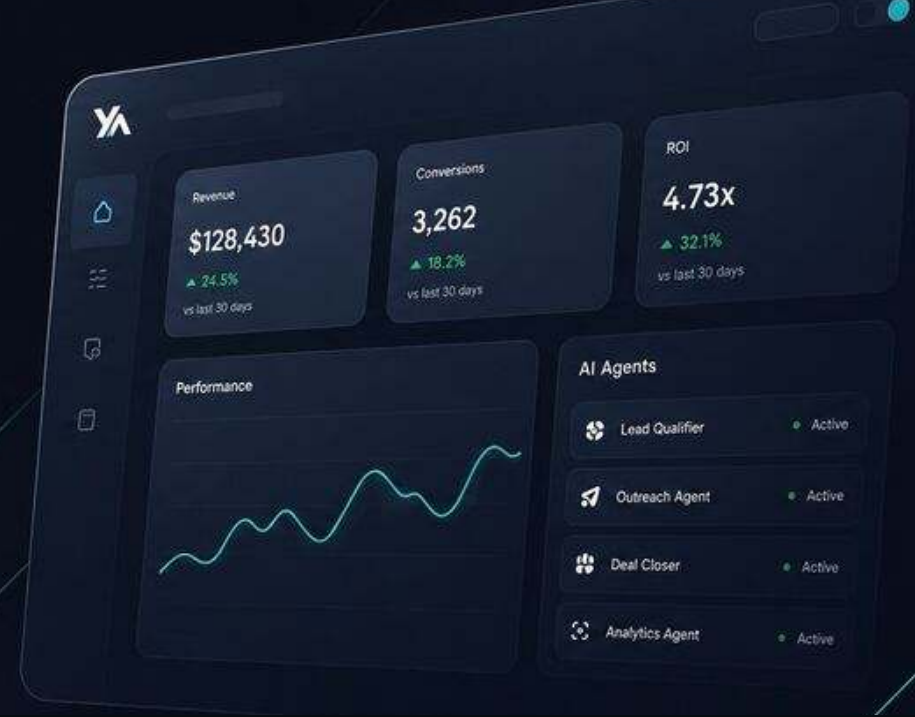 YA
Revenue
$128,430
▲ 24.5%
vs last 30 days
Conversions
3,262
▲ 18.2%
vs last 30 days
ROI
4.73x
▲ 32.1%
vs last 30 days
Performance
AI Agents
Lead Qualifier
Active
Outreach Agent
Active
Deal Closer
Active
Analytics Agent
Active